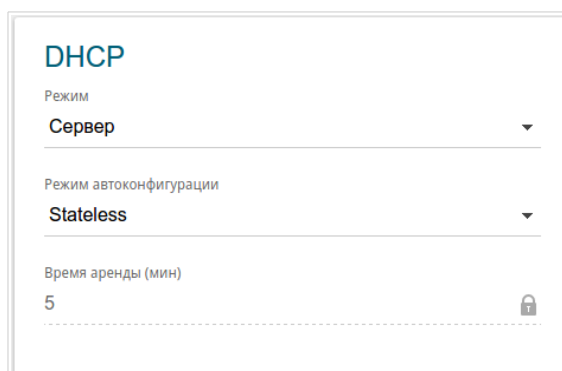 DHCP
Режим
Сервер
Режим автоконфигурации
Stateless
Время аренды (мин)
5